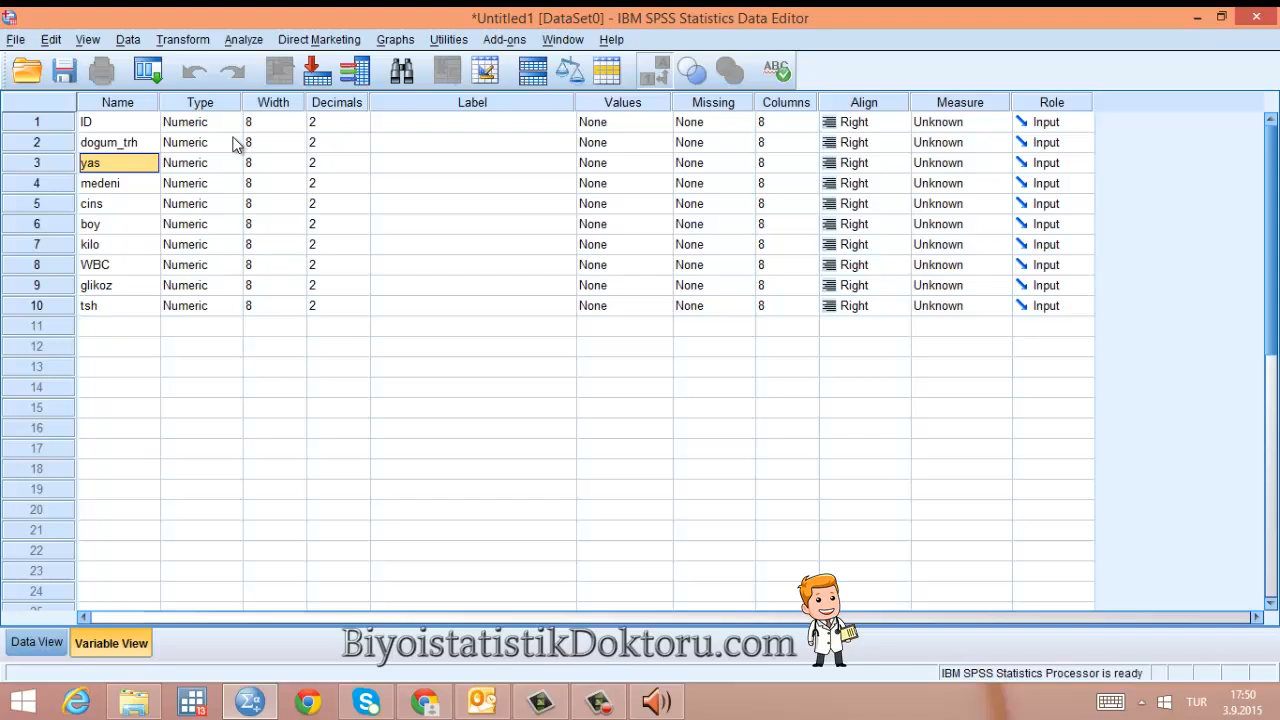 *Untitled1 [DataSet0] - IBM SPSS Statistics Data Editor
File Edit View Data Transform Analyze Direct Marketing Graphs Utilities Add-ons Window Help
Name Type Width Decimals Label Values Missing Columns Align Measure Role
1 ID Numeric 8 2 None None 8 Right Unknown Input
2 dogum_trh Numeric 8 2 None None 8 Right Unknown Input
3 yas Numeric 8 2 None None 8 Right Unknown Input
4 medeni Numeric 8 2 None None 8 Right Unknown Input
5 cins Numeric 8 2 None None 8 Right Unknown Input
6 boy Numeric 8 2 None None 8 Right Unknown Input
7 kilo Numeric 8 2 None None 8 Right Unknown Input
8 WBC Numeric 8 2 None None 8 Right Unknown Input
9 glikoz Numeric 8 2 None None 8 Right Unknown Input
10 tsh Numeric 8 2 None None 8 Right Unknown Input
11
12
13
14
15
16
17
18
19
20
21
22
23
24
Data View Variable View
BiyoistatistikDoktoru.com
IBM SPSS Statistics Processor is ready
TUR 17:50
3.9.2015